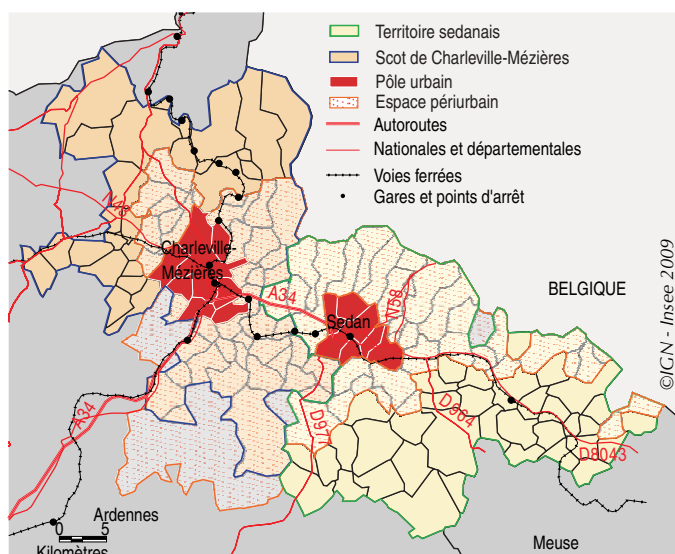 Territoire sedanais
Scot de Charleville-Mézières
Pôle urbain
Espace périurbain
Autoroutes
Nationales et départementales
Voies ferrées
Gares et points d'arrêt
N43
Charleville-
Mézières
A34
Sedan
N58
BELGIQUE
©IGN - Insee 2009
A34
D977
D964
D8043
Ardennes
0 5
Kilomètres
Meuse